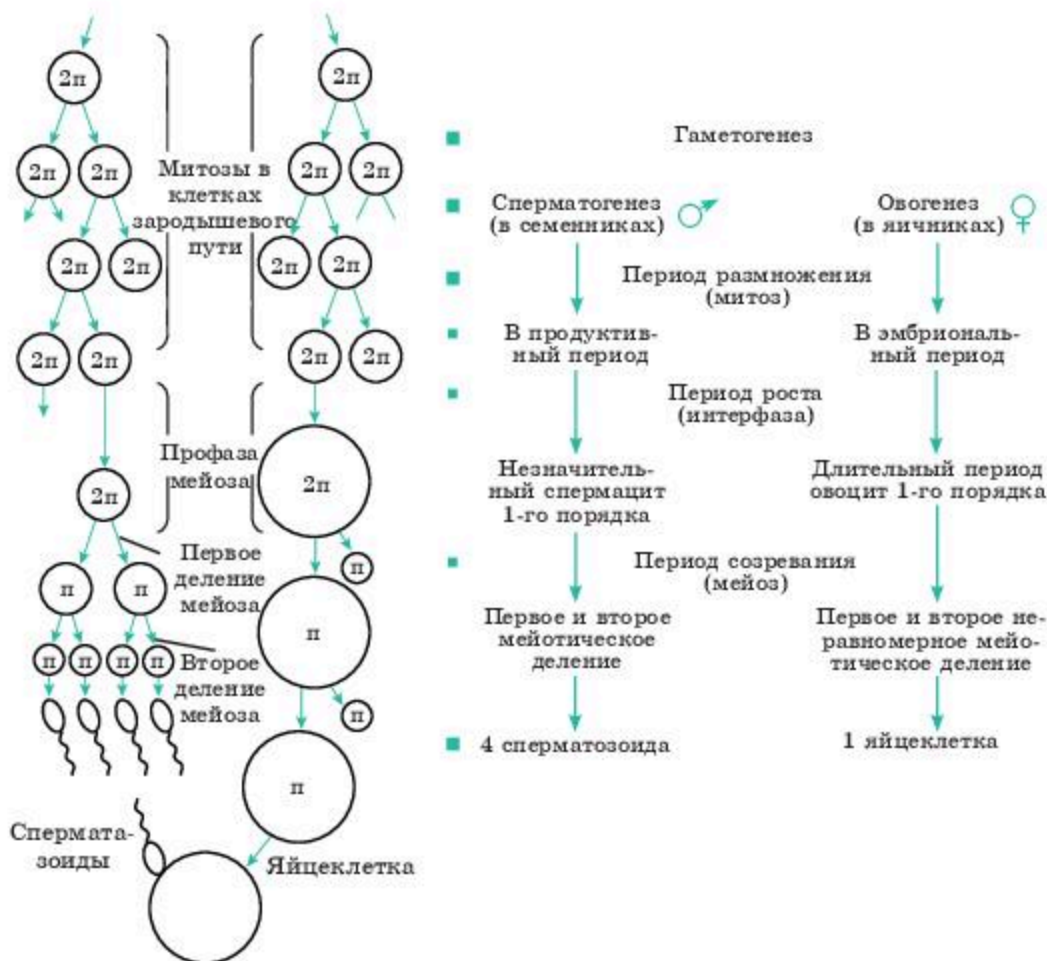 2п
2п
2п 2п
2п 2п
Митозы в
клетках
зародышевого
пути
2п 2п
2п 2п
2п 2п
2п 2п
Профаза
мейоза
2п
2п
Первое
деление
мейоза
п
п п
п
п п п п
Второе
деление
мейоза
п
п
Спермата-
зоиды
Яйцеклетка
Гаметогенез
Сперматогенез
(в семенниках)
Овогенез
(в яичниках)
Период размножения
(митоз)
В продуктив-
ный период
В эмбриональ-
ный период
Период роста
(интерфаза)
Незначитель-
ный спермацит
1-го порядка
Длительный период
овоцит 1-го порядка
Период созревания
(мейоз)
Первое и второе
мейотическое
деление
Первое и второе не-
равномерное мейо-
тическое деление
4 сперматозоида
1 яйцеклетка